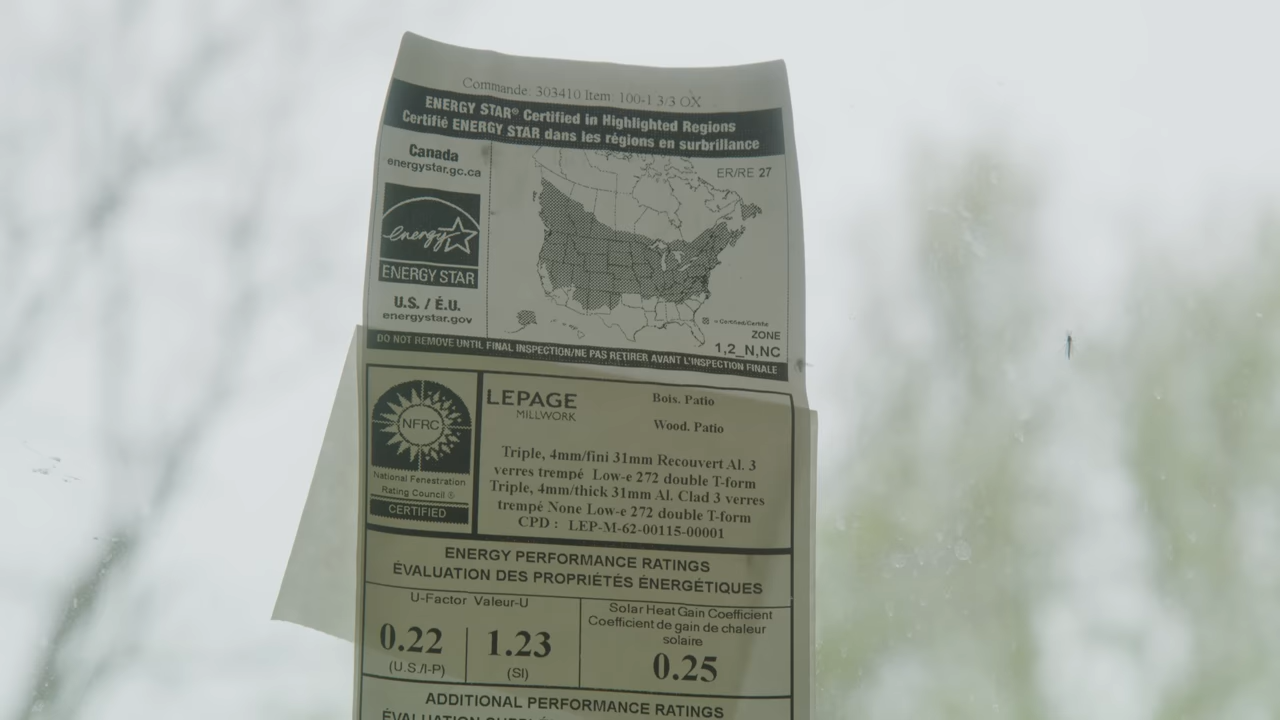 Commande: 303410 Item: 100-1 3/3 OX
ENERGY STAR® Certified in Highlighted Regions
Certifié ENERGY STAR dans les régions en surbrillance
Canada
energystar.gc.ca
ER/RE 27
energy
ENERGY STAR
U.S. / É.U.
energystar.gov
= Certified/Certifié
ZONE
1,2_N,NC
DO NOT REMOVE UNTIL FINAL INSPECTION/NE PAS RETIRER AVANT L'INSPECTION FINALE
NFRC
National Fenestration
Rating Council ®
CERTIFIED
LEPAGE
MILLWORK
Bois. Patio
Wood. Patio
Triple, 4mm/fini 31mm Recouvert Al. 3
verres trempé Low-e 272 double T-form
Triple, 4mm/thick 31mm Al. Clad 3 verres
trempé None Low-e 272 double T-form
CPD : LEP-M-62-00115-00001
ENERGY PERFORMANCE RATINGS
ÉVALUATION DES PROPRIÉTÉS ÉNERGÉTIQUES
U-Factor Valeur-U
0.22
(U.S./I-P)
1.23
(SI)
Solar Heat Gain Coefficient
Coefficient de gain de chaleur
solaire
0.25
ADDITIONAL PERFORMANCE RATINGS